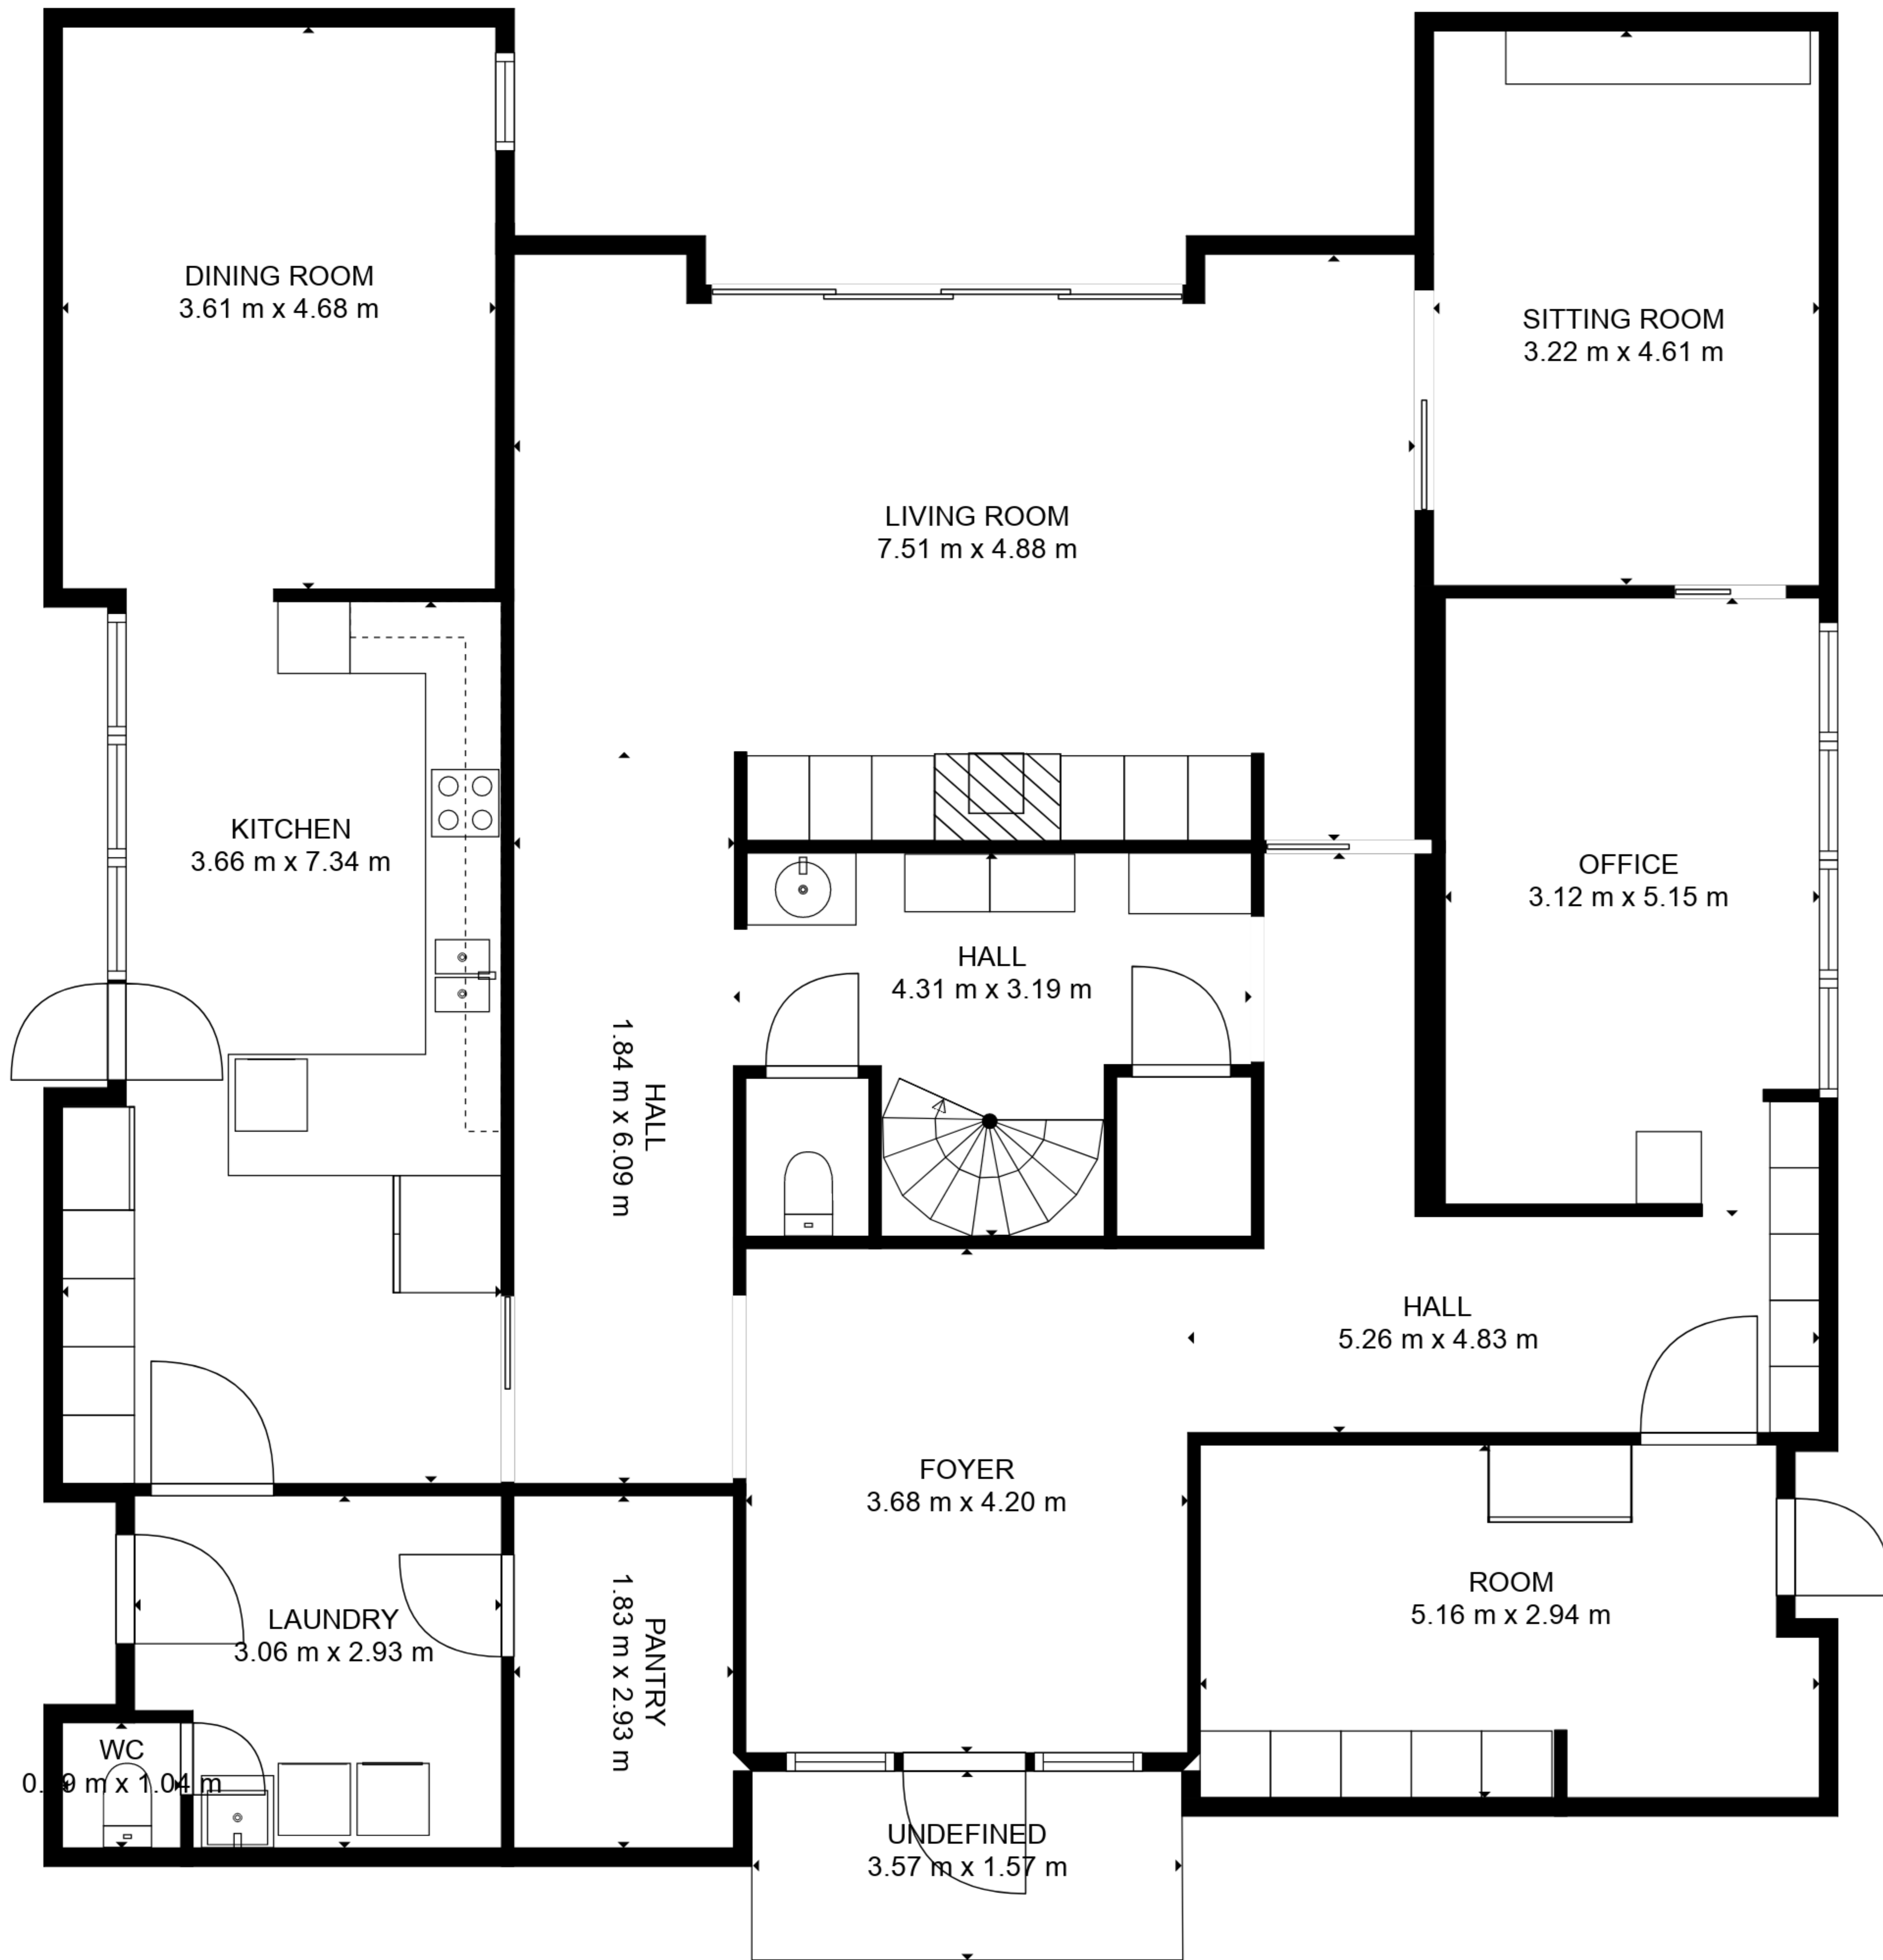 DINING ROOM
3.61 m x 4.68 m
SITTING ROOM
3.22 m x 4.61 m
LIVING ROOM
7.51 m x 4.88 m
KITCHEN
3.66 m x 7.34 m
OFFICE
3.12 m x 5.15 m
HALL
4.31 m x 3.19 m
HALL
1.84 m x 6.09 m
HALL
5.26 m x 4.83 m
FOYER
3.68 m x 4.20 m
ROOM
5.16 m x 2.94 m
LAUNDRY
3.06 m x 2.93 m
PANTRY
1.83 m x 2.93 m
WC
m x 1.04 m
UNDEFINED
3.57 m x 1.57 m